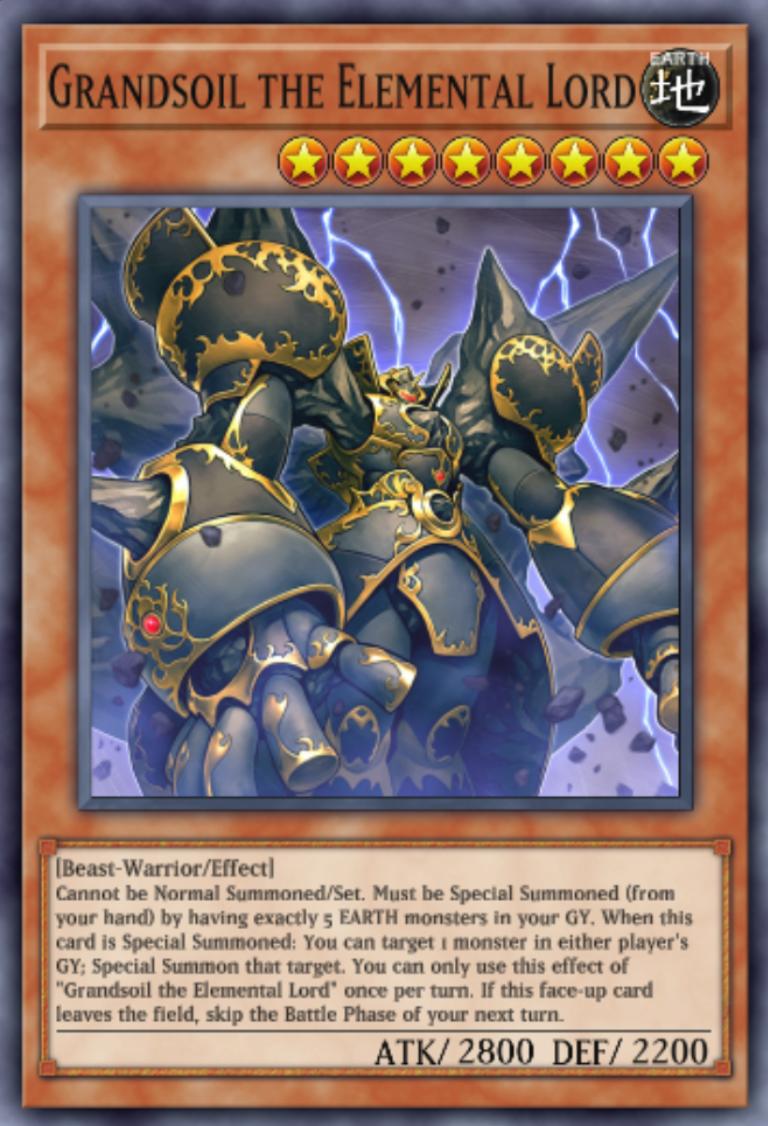 GRANDSOIL THE ELEMENTAL LORD
EARTH
地
[Beast-Warrior/Effect]
Cannot be Normal Summoned/Set. Must be Special Summoned (from
your hand) by having exactly 5 EARTH monsters in your GY. When this
card is Special Summoned: You can target 1 monster in either player's
GY; Special Summon that target. You can only use this effect of
"Grandsoil the Elemental Lord" once per turn. If this face-up card
leaves the field, skip the Battle Phase of your next turn.
ATK/ 2800 DEF/ 2200